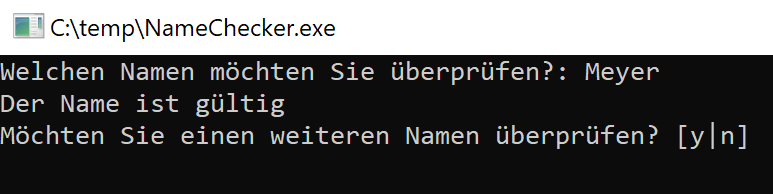 C:\temp\NameChecker.exe
Welchen Namen möchten Sie überprüfen?: Meyer
Der Name ist gültig
Möchten Sie einen weiteren Namen überprüfen? [y|n]